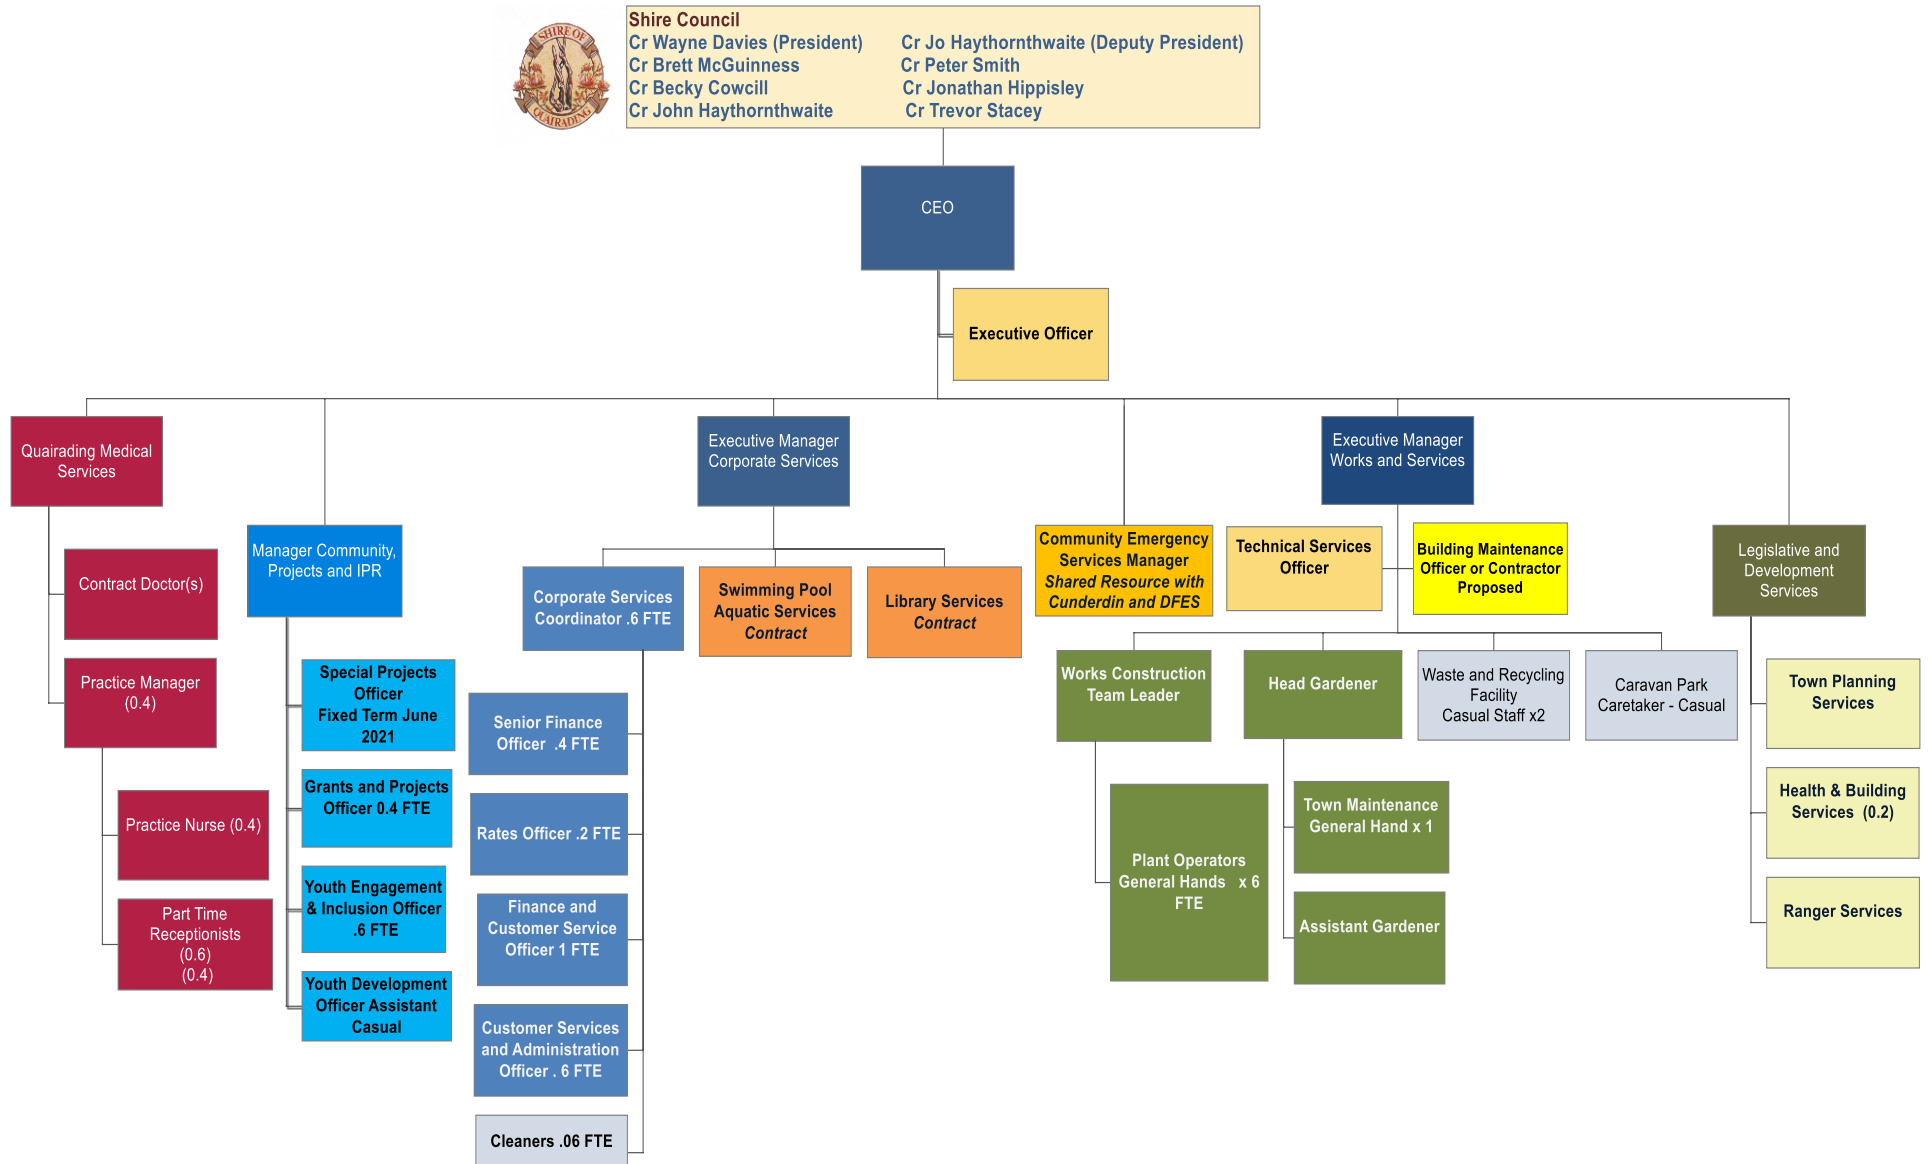 SHIRE OF
QUAIRADING
Shire Council
Cr Wayne Davies (President) Cr Jo Haythornthwaite (Deputy President)
Cr Brett McGuinness Cr Peter Smith
Cr Becky Cowcill Cr Jonathan Hippisley
Cr John Haythornthwaite Cr Trevor Stacey
CEO
Executive Officer
Quairading Medical
Services
Contract Doctor(s)
Practice Manager
(0.4)
Practice Nurse (0.4)
Part Time
Receptionists
(0.6)
(0.4)
Manager Community,
Projects and IPR
Special Projects
Officer
Fixed Term June
2021
Grants and Projects
Officer 0.4 FTE
Youth Engagement
& Inclusion Officer
.6 FTE
Youth Development
Officer Assistant
Casual
Executive Manager
Corporate Services
Corporate Services
Coordinator .6 FTE
Senior Finance
Officer .4 FTE
Rates Officer .2 FTE
Finance and
Customer Service
Officer 1 FTE
Customer Services
and Administration
Officer . 6 FTE
Cleaners .06 FTE
Swimming Pool
Aquatic Services
Contract
Library Services
Contract
Community Emergency
Services Manager
Shared Resource with
Cunderdin and DFES
Executive Manager
Works and Services
Technical Services
Officer
Building Maintenance
Officer or Contractor
Proposed
Works Construction
Team Leader
Plant Operators
General Hands x 6
FTE
Head Gardener
Town Maintenance
General Hand x 1
Assistant Gardener
Waste and Recycling
Facility
Casual Staff x2
Caravan Park
Caretaker - Casual
Legislative and
Development
Services
Town Planning
Services
Health & Building
Services (0.2)
Ranger Services